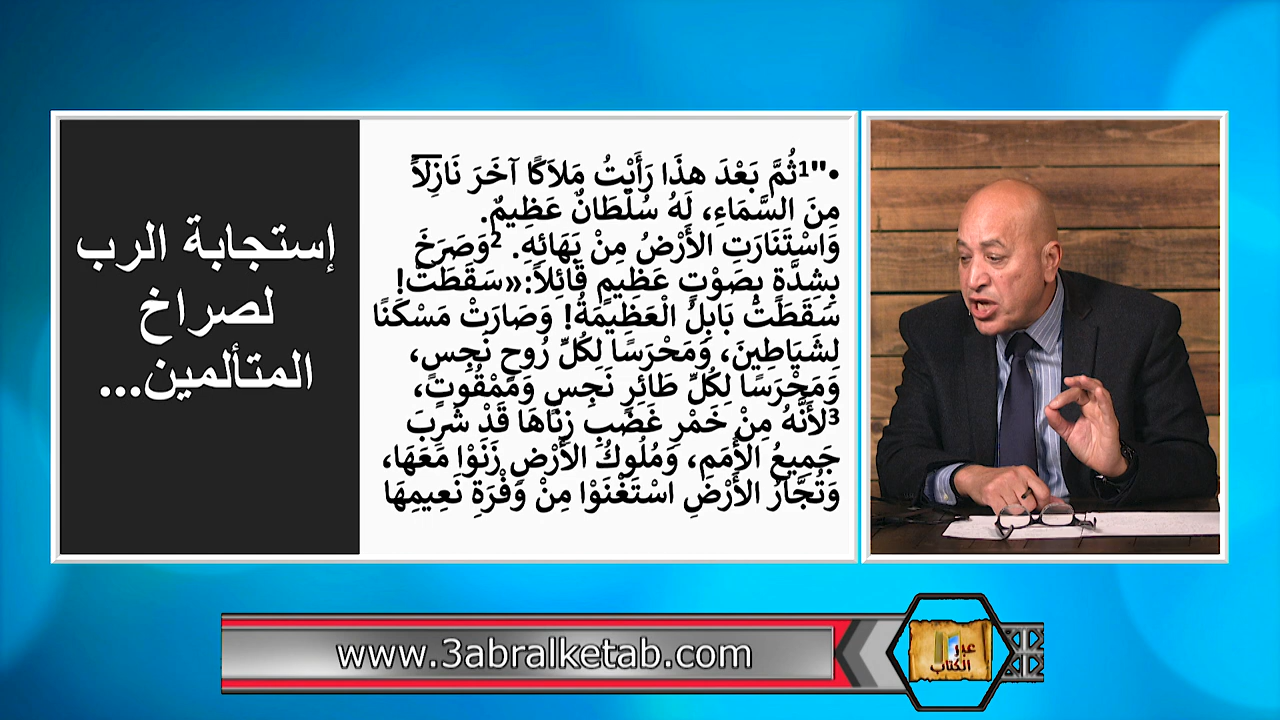 إستجابة الرب
لصراخ
المتألمين...
•"1ثُمَّ بَعْدَ هذَا رَأَيْتُ مَلاَكًا آخَرَ نَازِلاً
مِنَ السَّمَاءِ، لَهُ سُلْطَانٌ عَظِيمٌ.
وَاسْتَنَارَتِ الأَرْضُ مِنْ بَهَائِهِ. 2وَصَرَخَ
بِشِدَّةٍ بِصَوْتٍ عَظِيمٍ قَائِلاً:«سَقَطَتْ!
سَقَطَتْ بَابِلُ الْعَظِيمَةُ! وَصَارَتْ مَسْكَنًا
لِشَيَاطِينَ، وَمَحْرَسًا لِكُلِّ رُوحٍ نَجِسٍ،
وَمَحْرَسًا لِكُلِّ طَائِرٍ نَجِسٍ وَمَمْقُوتٍ،
3لأَنَّهُ مِنْ خَمْرِ غَضَبِ زِنَاهَا قَدْ شَرِبَ
جَمِيعُ الأُمَمِ، وَمُلُوكُ الأَرْضِ زَنَوْا مَعَهَا،
وَتُجَّارُ الأَرْضِ اسْتَغْنَوْا مِنْ وَفْرَةِ نَعِيمِهَا
www.3abralketab.com
عبر
الكتاب